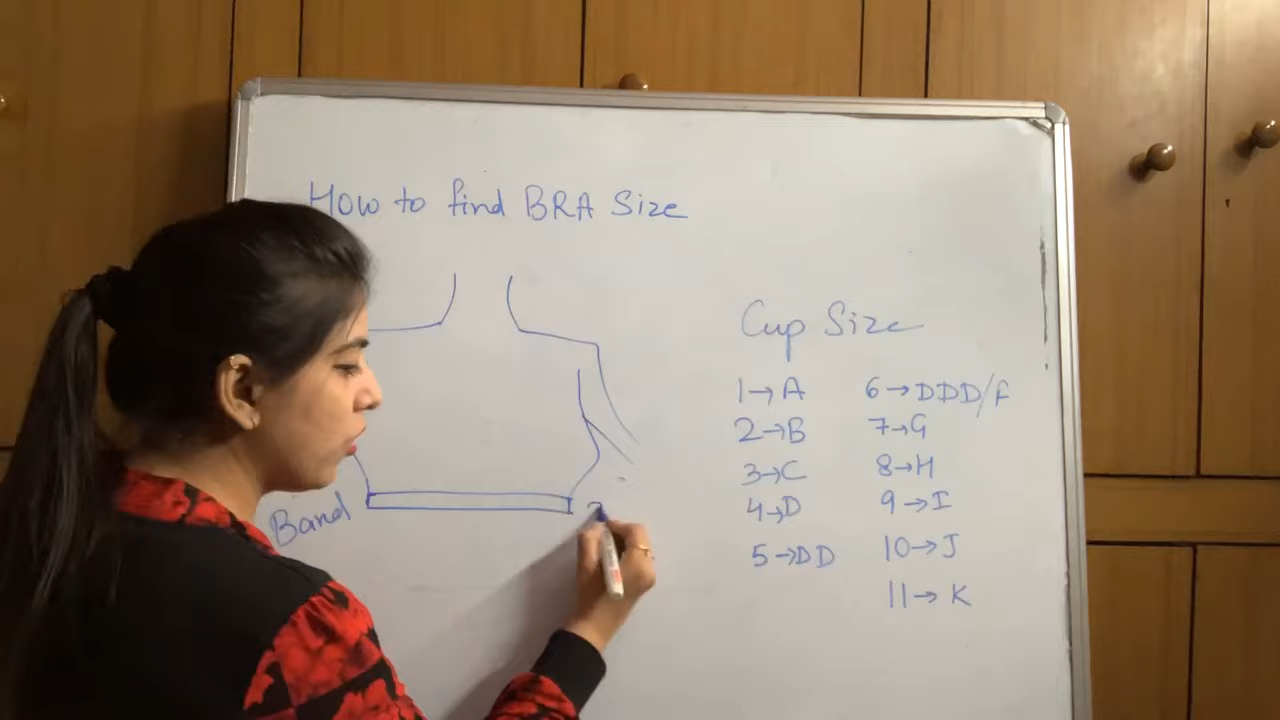 How to find BRA Size
Cup Size
1→A 6→DDD/F
2→B 7→G
3→C 8→H
4→D 9→I
5→DD 10→J
11→K
Band